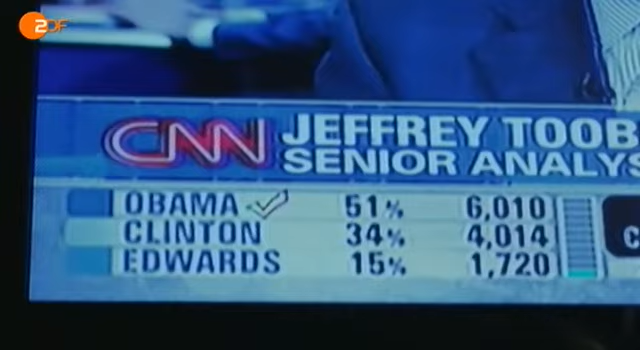 ZDF
CNN JEFFREY TOOB
SENIOR ANALYS
OBAMA ✓ 51% 6,010
CLINTON 34% 4,014
EDWARDS 15% 1,720
C